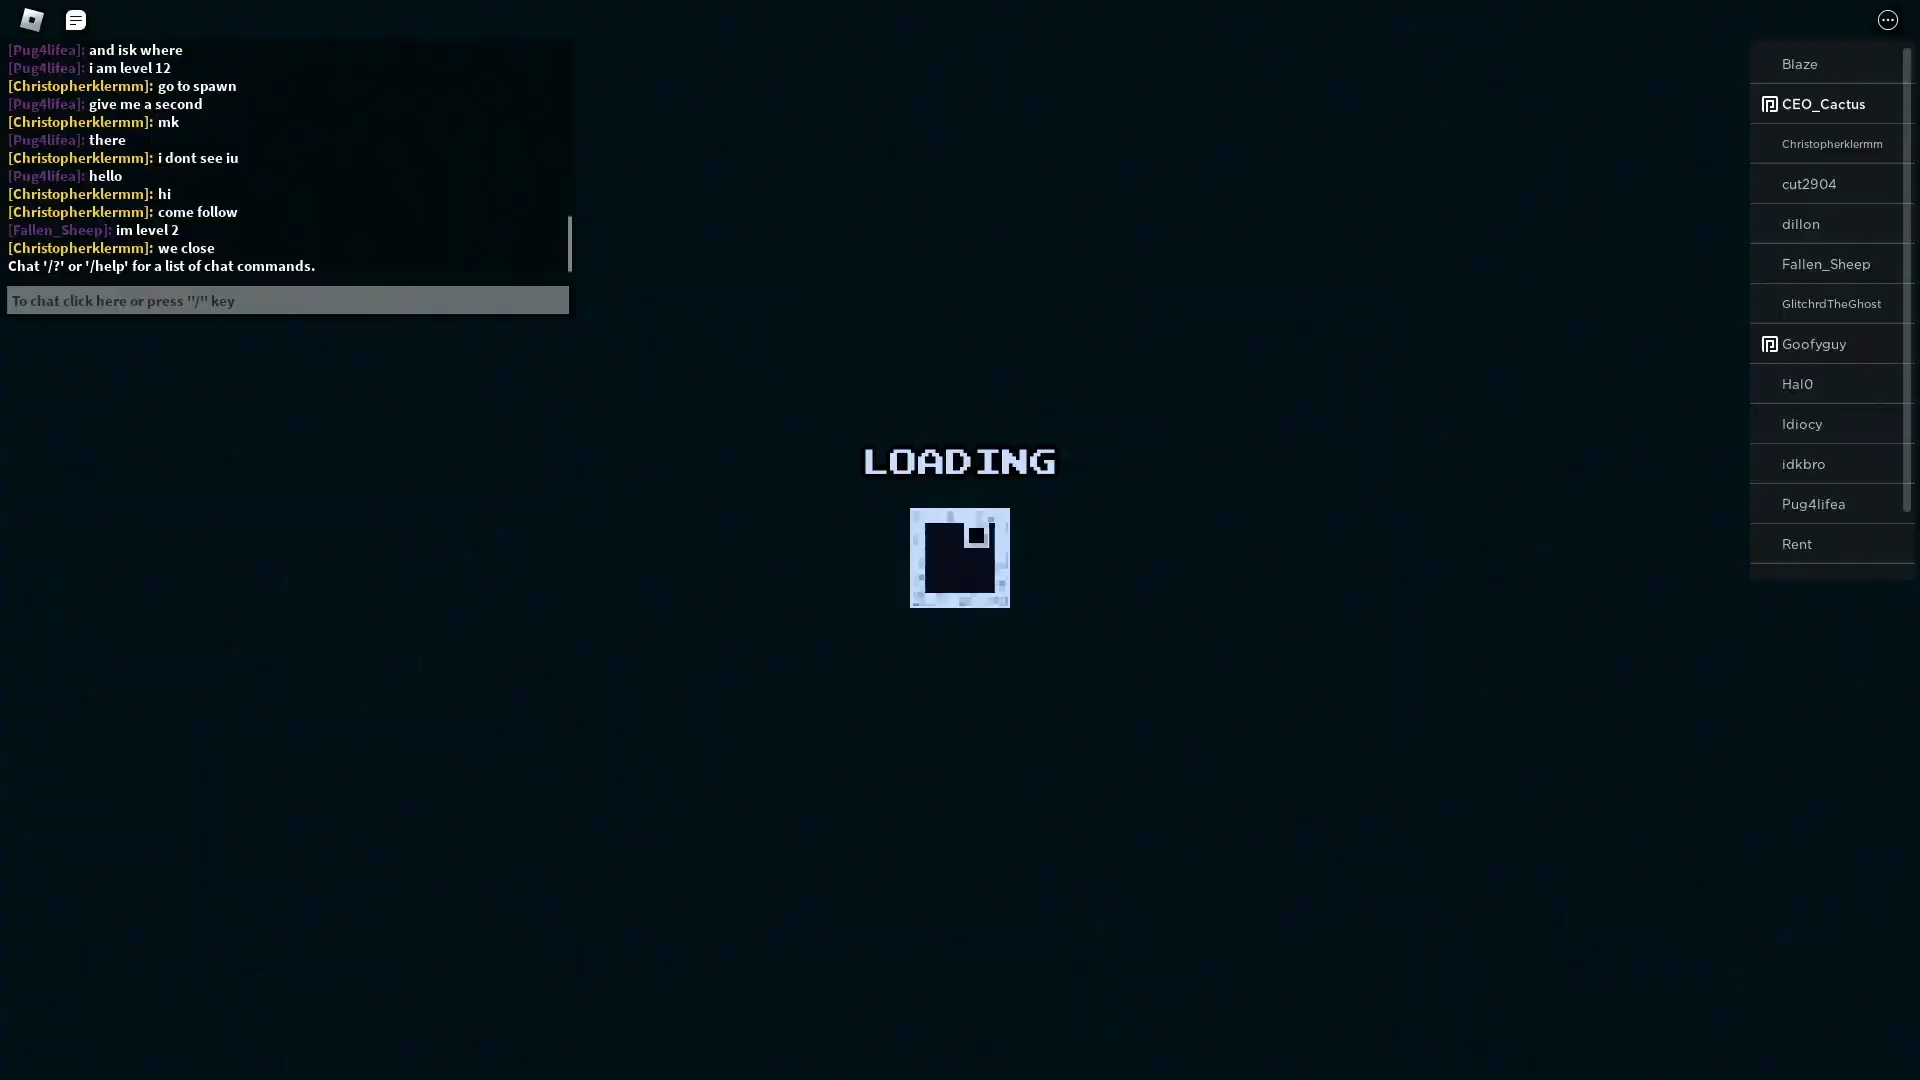 [Pug4lifea]: and isk where
[Pug4lifea]: i am level 12
[Christopherklermm]: go to spawn
[Pug4lifea]: give me a second
[Christopherklermm]: mk
[Pug4lifea]: there
[Christopherklermm]: i dont see iu
[Pug4lifea]: hello
[Christopherklermm]: hi
[Christopherklermm]: come follow
[Fallen_Sheep]: im level 2
[Christopherklermm]: we close
Chat '/?' or '/help' for a list of chat commands.
To chat click here or press "/" key
LOADING
Blaze
CEO_Cactus
Christopherklermm
cut2904
dillon
Fallen_Sheep
GlitchrdTheGhost
Goofyguy
Hal0
Idiocy
idkbro
Pug4lifea
Rent